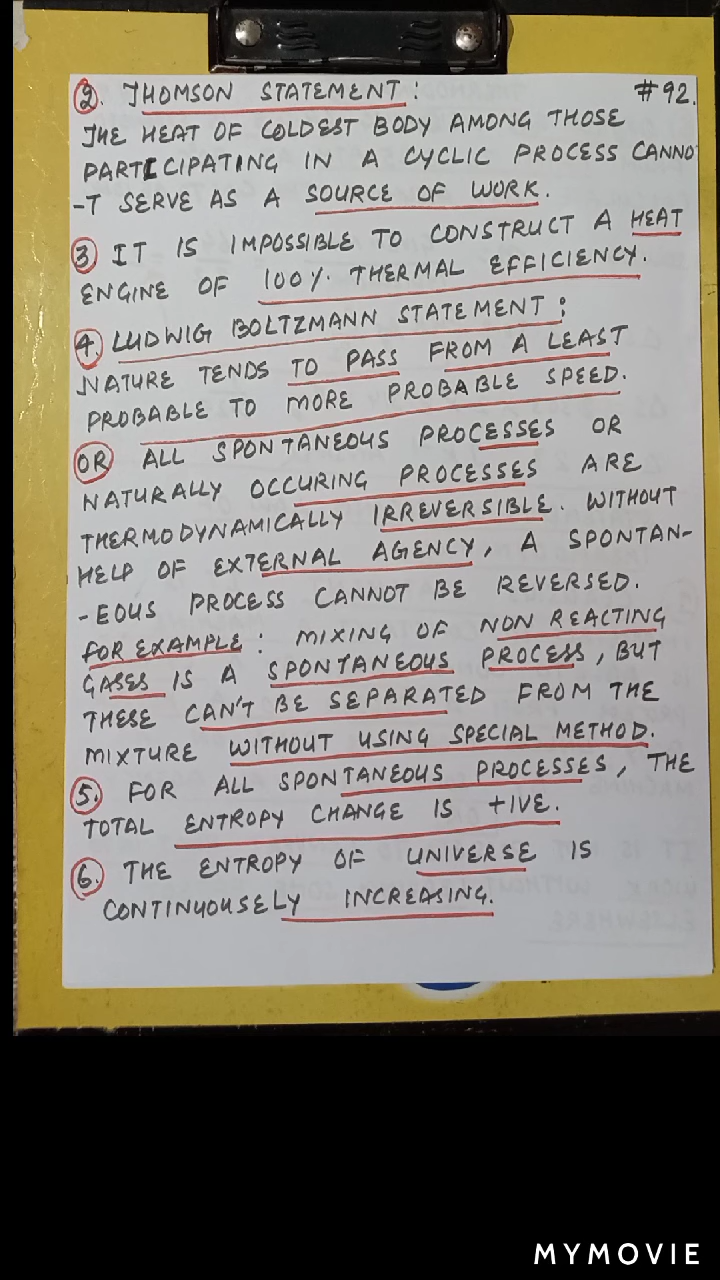 2. THOMSON STATEMENT: #92.
THE HEAT OF COLDEST BODY AMONG THOSE
PARTICIPATING IN A CYCLIC PROCESS CANNO
-T SERVE AS A SOURCE OF WORK.
3 IT IS IMPOSSIBLE TO CONSTRUCT A HEAT
ENGINE OF 100% THERMAL EFFICIENCY.
4. LUDWIG BOLTZMANN STATEMENT:
NATURE TENDS TO PASS FROM A LEAST
PROBABLE TO MORE PROBABLE SPEED.
OR ALL SPONTANEOUS PROCESSES OR
NATURALLY OCCURING PROCESSES ARE
THERMODYNAMICALLY IRREVERSIBLE. WITHOUT
HELP OF EXTERNAL AGENCY, A SPONTAN-
-EOUS PROCESS CANNOT BE REVERSED.
FOR EXAMPLE: MIXING OF NON REACTING
GASES IS A SPONTANEOUS PROCESS, BUT
THESE CAN'T BE SEPARATED FROM THE
MIXTURE WITHOUT USING SPECIAL METHOD.
5. FOR ALL SPONTANEOUS PROCESSES, THE
TOTAL ENTROPY CHANGE IS +IVE.
6. THE ENTROPY OF UNIVERSE IS
CONTINUOUSELY INCREASING.
MYMOVIE